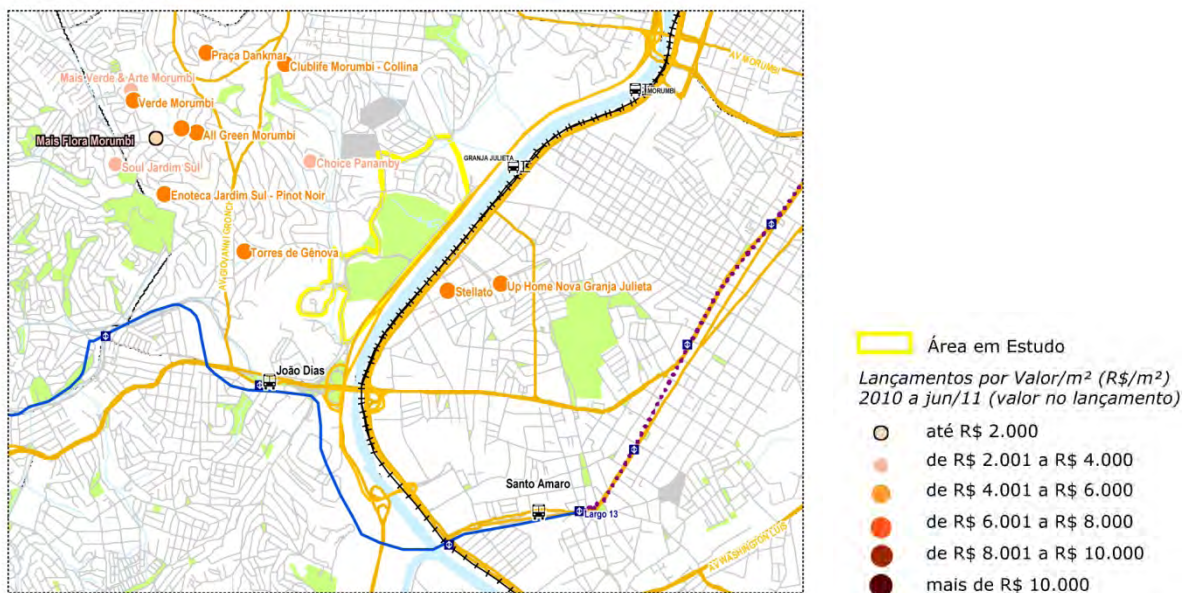 Praça Dankmar
Clublife Morumbi - Collina
AV MORUMBI
Mais Verde & Arte Morumbi
Verde Morumbi
MORUMBI
Mais Flora Morumbi
All Green Morumbi
Soul Jardim Sul
Choice Panamby
GRANJA JULIETA
Enoteca Jardim Sul - Pinot Noir
AV. GIOVANNI GRONCHI
Torres de Gênova
Stellato
Up Home Nova Granja Julieta
João Dias
Santo Amaro
Largo 13
AV WASHINGTON LUIS
Área em Estudo
Lançamentos por Valor/m² (R$/m²)
2010 a jun/11 (valor no lançamento)
até R$ 2.000
de R$ 2.001 a R$ 4.000
de R$ 4.001 a R$ 6.000
de R$ 6.001 a R$ 8.000
de R$ 8.001 a R$ 10.000
mais de R$ 10.000